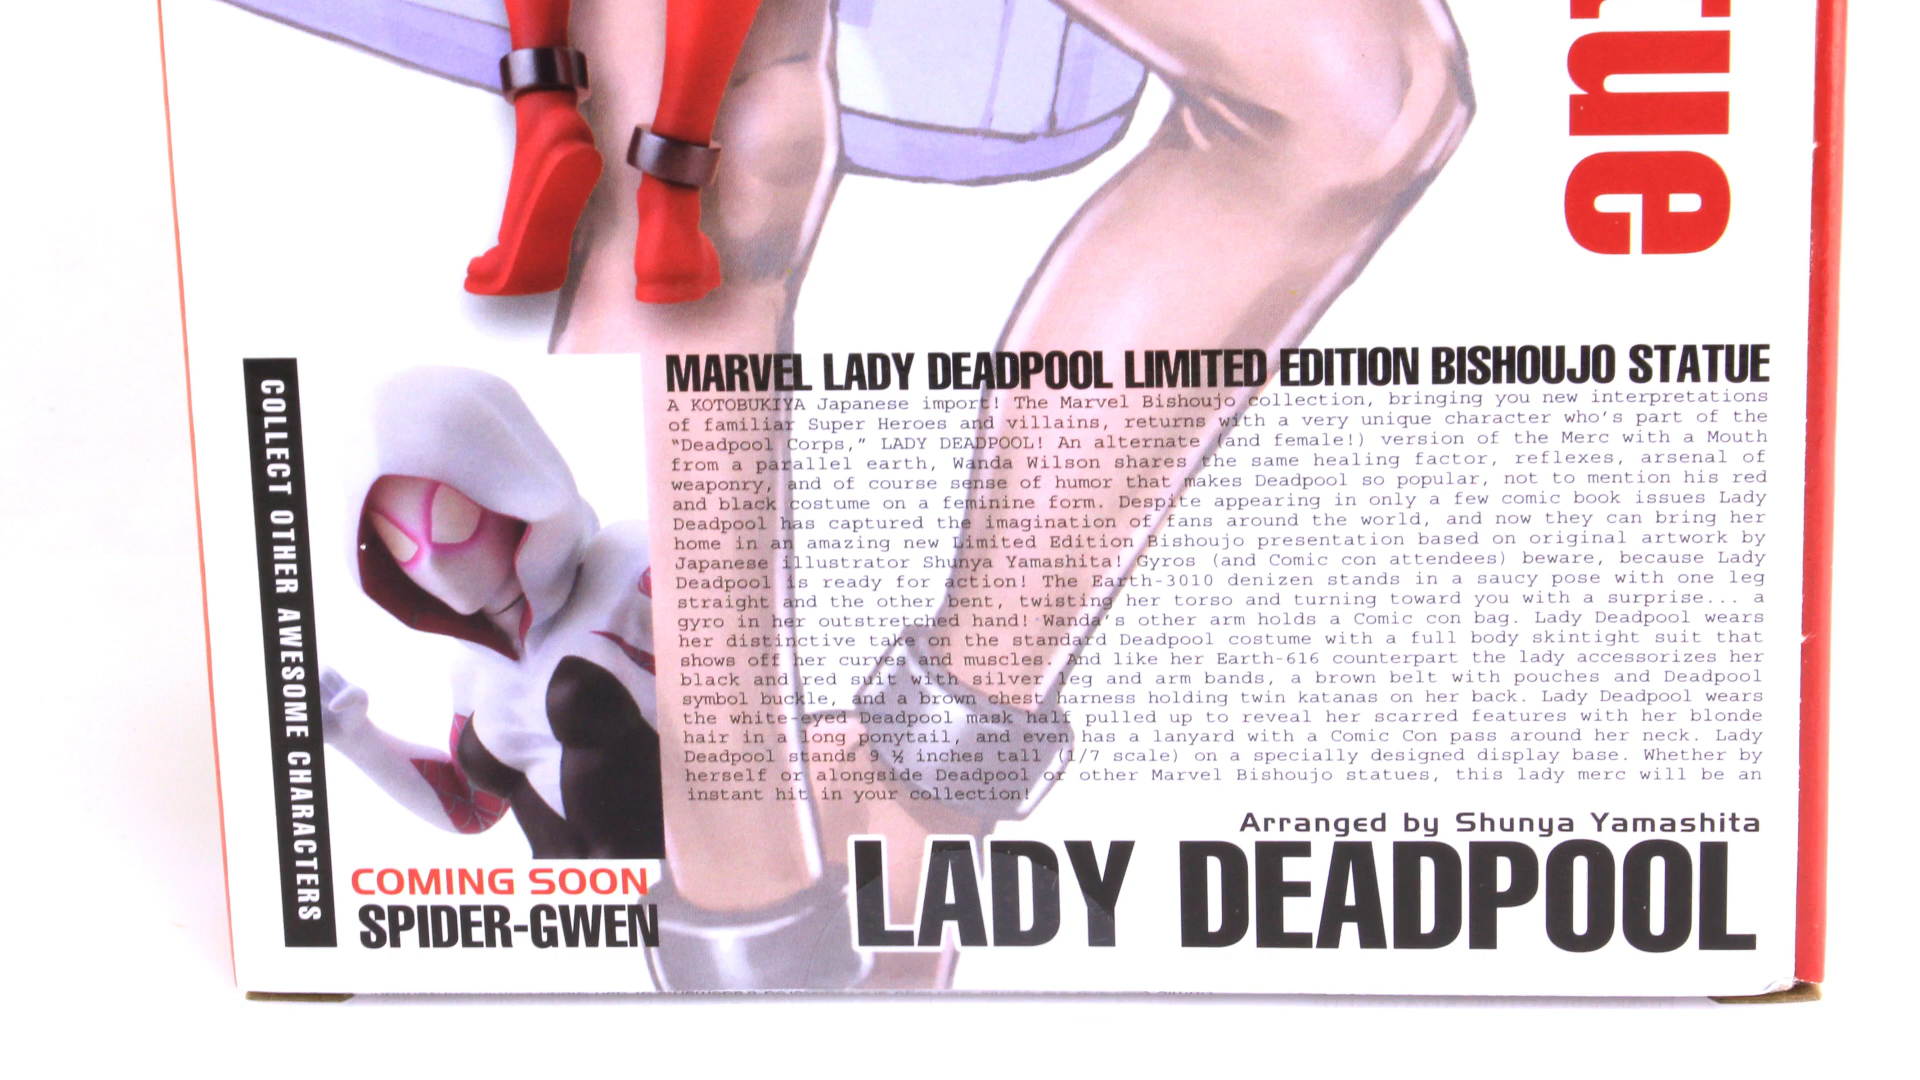 tue
COLLECT OTHER AWESOME CHARACTERS
COMING SOON
SPIDER-GWEN
MARVEL LADY DEADPOOL LIMITED EDITION BISHOUJO STATUE
A KOTOBUKIYA Japanese import! The Marvel Bishoujo collection, bringing you new interpretations
of familiar Super Heroes and villains, returns with a very unique character who's part of the
"Deadpool Corps," LADY DEADPOOL! An alternate (and female!) version of the Merc with a Mouth
from a parallel earth, Wanda Wilson shares the same healing factor, reflexes, arsenal of
weaponry, and of course sense of humor that makes Deadpool so popular, not to mention his red
and black costume on a feminine form. Despite appearing in only a few comic book issues Lady
Deadpool has captured the imagination of fans around the world, and now they can bring her
home in an amazing new Limited Edition Bishoujo presentation based on original artwork by
Japanese illustrator Shunya Yamashita! Gyros (and Comic con attendees) beware, because Lady
Deadpool is ready for action! The Earth-3010 denizen stands in a saucy pose with one leg
straight and the other bent, twisting her torso and turning toward you with a surprise... a
gyro in her outstretched hand! Wanda's other arm holds a Comic con bag. Lady Deadpool wears
her distinctive take on the standard Deadpool costume with a full body skintight suit that
shows off her curves and muscles. And like her Earth-616 counterpart the lady accessorizes her
black and red suit with silver leg and arm bands, a brown belt with pouches and Deadpool
symbol buckle, and a brown chest harness holding twin katanas on her back. Lady Deadpool wears
the white-eyed Deadpool mask half pulled up to reveal her scarred features with her blonde
hair in a long ponytail, and even has a lanyard with a Comic Con pass around her neck. Lady
Deadpool stands 9 ½ inches tall (1/7 scale) on a specially designed display base. Whether by
herself or alongside Deadpool or other Marvel Bishoujo statues, this lady merc will be an
instant hit in your collection!
Arranged by Shunya Yamashita
LADY DEADPOOL